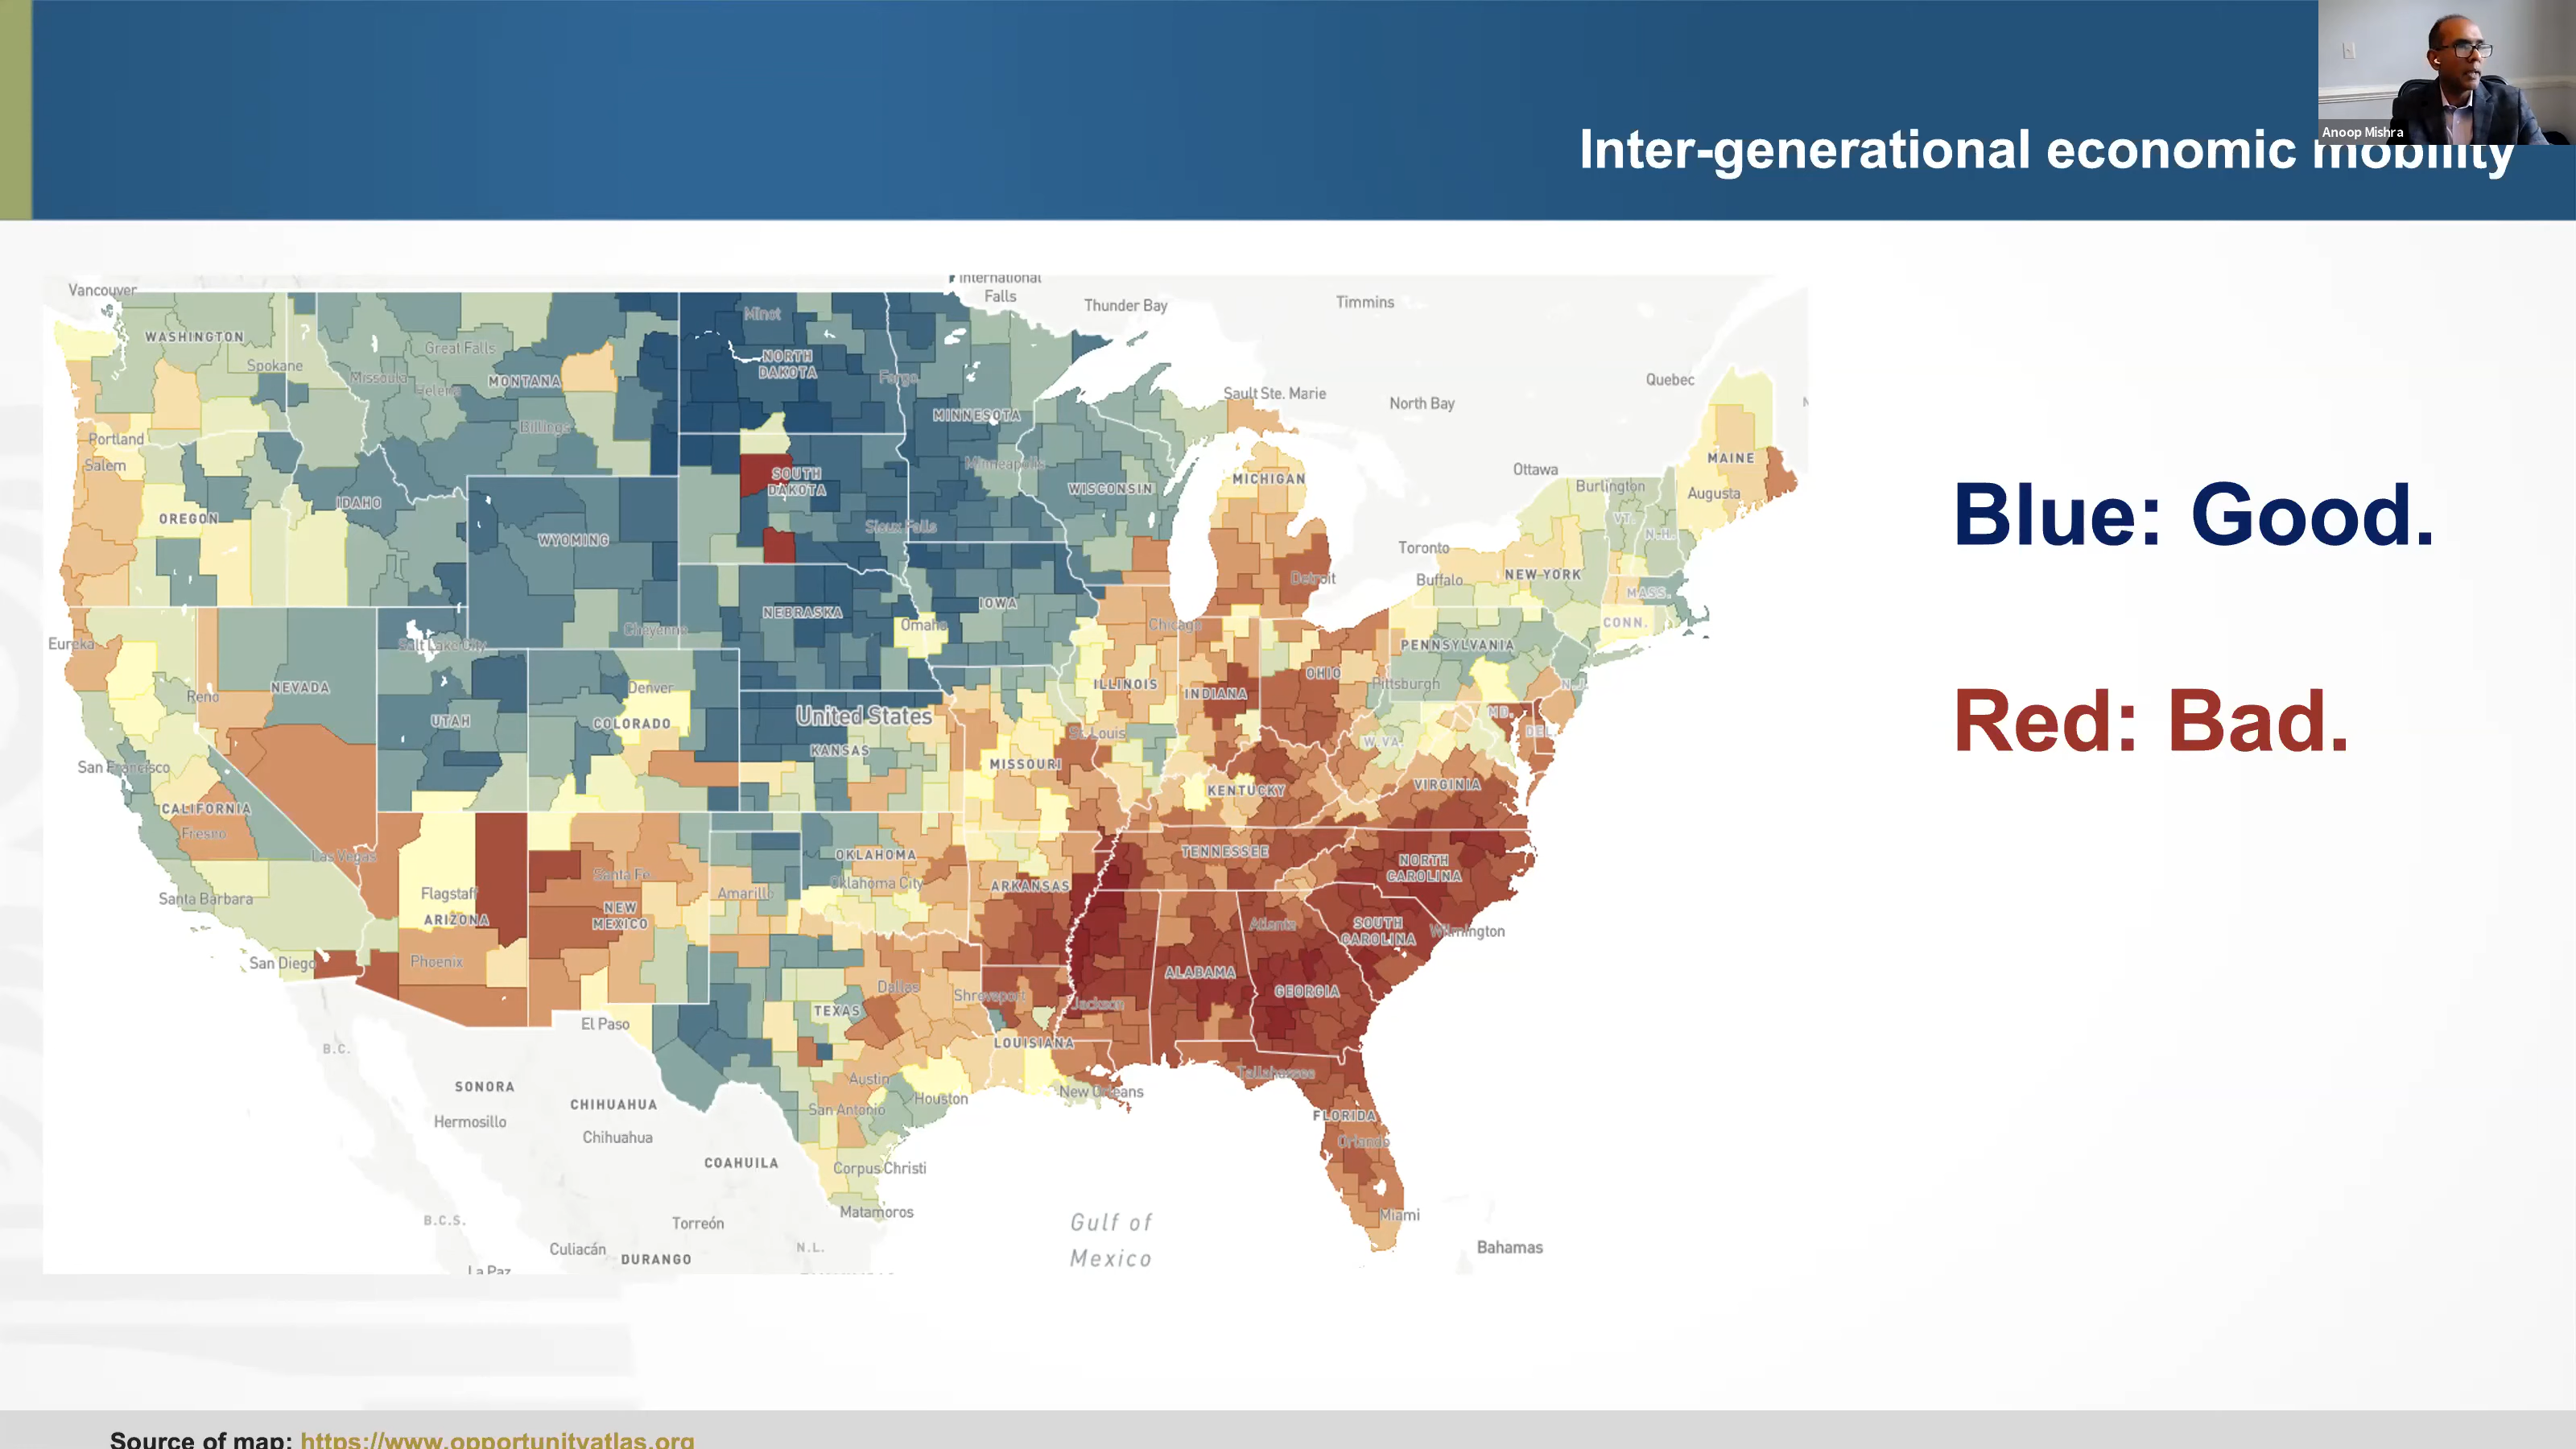 Anoop Mishra
Inter-generational economic mobility
Blue: Good.
Red: Bad.
Vancouver
International
Falls
Thunder Bay
Timmins
WASHINGTON
Spokane
Great Falls
Missoula
Helena
MONTANA
Minot
NORTH
DAKOTA
Fargo
Billings
MINNESOTA
Sault Ste. Marie
North Bay
Quebec
Portland
Salem
OREGON
IDAHO
WYOMING
SOUTH
DAKOTA
Sioux Falls
Minneapolis
WISCONSIN
MICHIGAN
Ottawa
Burlington
MAINE
Augusta
VT.
N.H.
Toronto
Buffalo
NEW YORK
MASS.
CONN.
Detroit
Eureka
Reno
NEVADA
Salt Lake City
UTAH
Cheyenne
NEBRASKA
Omaha
IOWA
Chicago
ILLINOIS
INDIANA
OHIO
PENNSYLVANIA
Pittsburgh
N.J.
MD.
DEL.
W.VA.
Denver
COLORADO
United States
KANSAS
MISSOURI
St. Louis
KENTUCKY
VIRGINIA
San Francisco
CALIFORNIA
Fresno
Las Vegas
Santa Barbara
San Diego
Flagstaff
ARIZONA
Phoenix
Santa Fe
NEW
MEXICO
Amarillo
OKLAHOMA
Oklahoma City
ARKANSAS
TENNESSEE
NORTH
CAROLINA
SOUTH
CAROLINA
Wilmington
Atlanta
ALABAMA
GEORGIA
Dallas
Shreveport
Jackson
TEXAS
El Paso
LOUISIANA
Austin
San Antonio
Houston
New Orleans
Tallahassee
FLORIDA
Orlando
Miami
B.C.
SONORA
Hermosillo
CHIHUAHUA
Chihuahua
COAHUILA
Corpus Christi
Matamoros
B.C.S.
Torreón
Culiacán
DURANGO
N.L.
La Paz
Gulf of
Mexico
Bahamas
Source of map: https://www.opportunityatlas.org